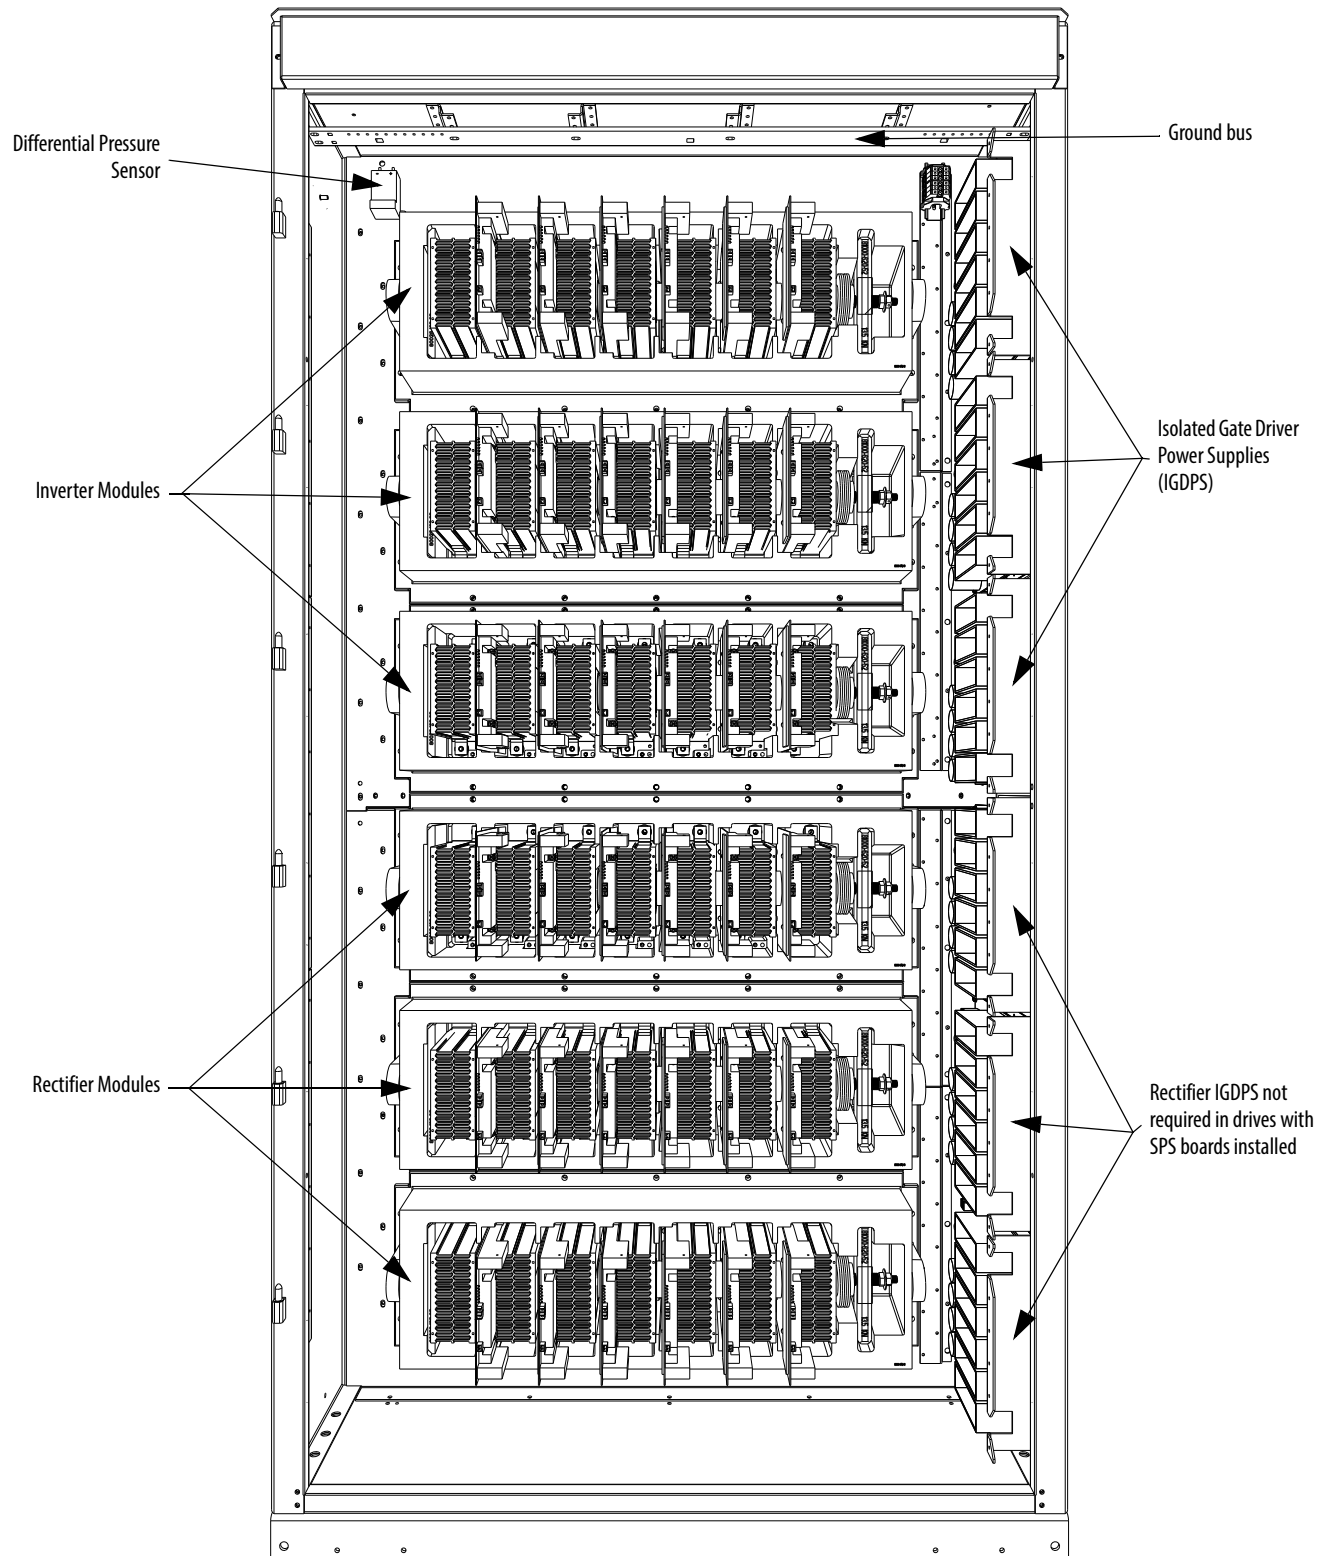 Differential Pressure
Sensor
Ground bus
Isolated Gate Driver
Power Supplies
(IGDPS)
Inverter Modules
Rectifier Modules
Rectifier IGDPS not
required in drives with
SPS boards installed